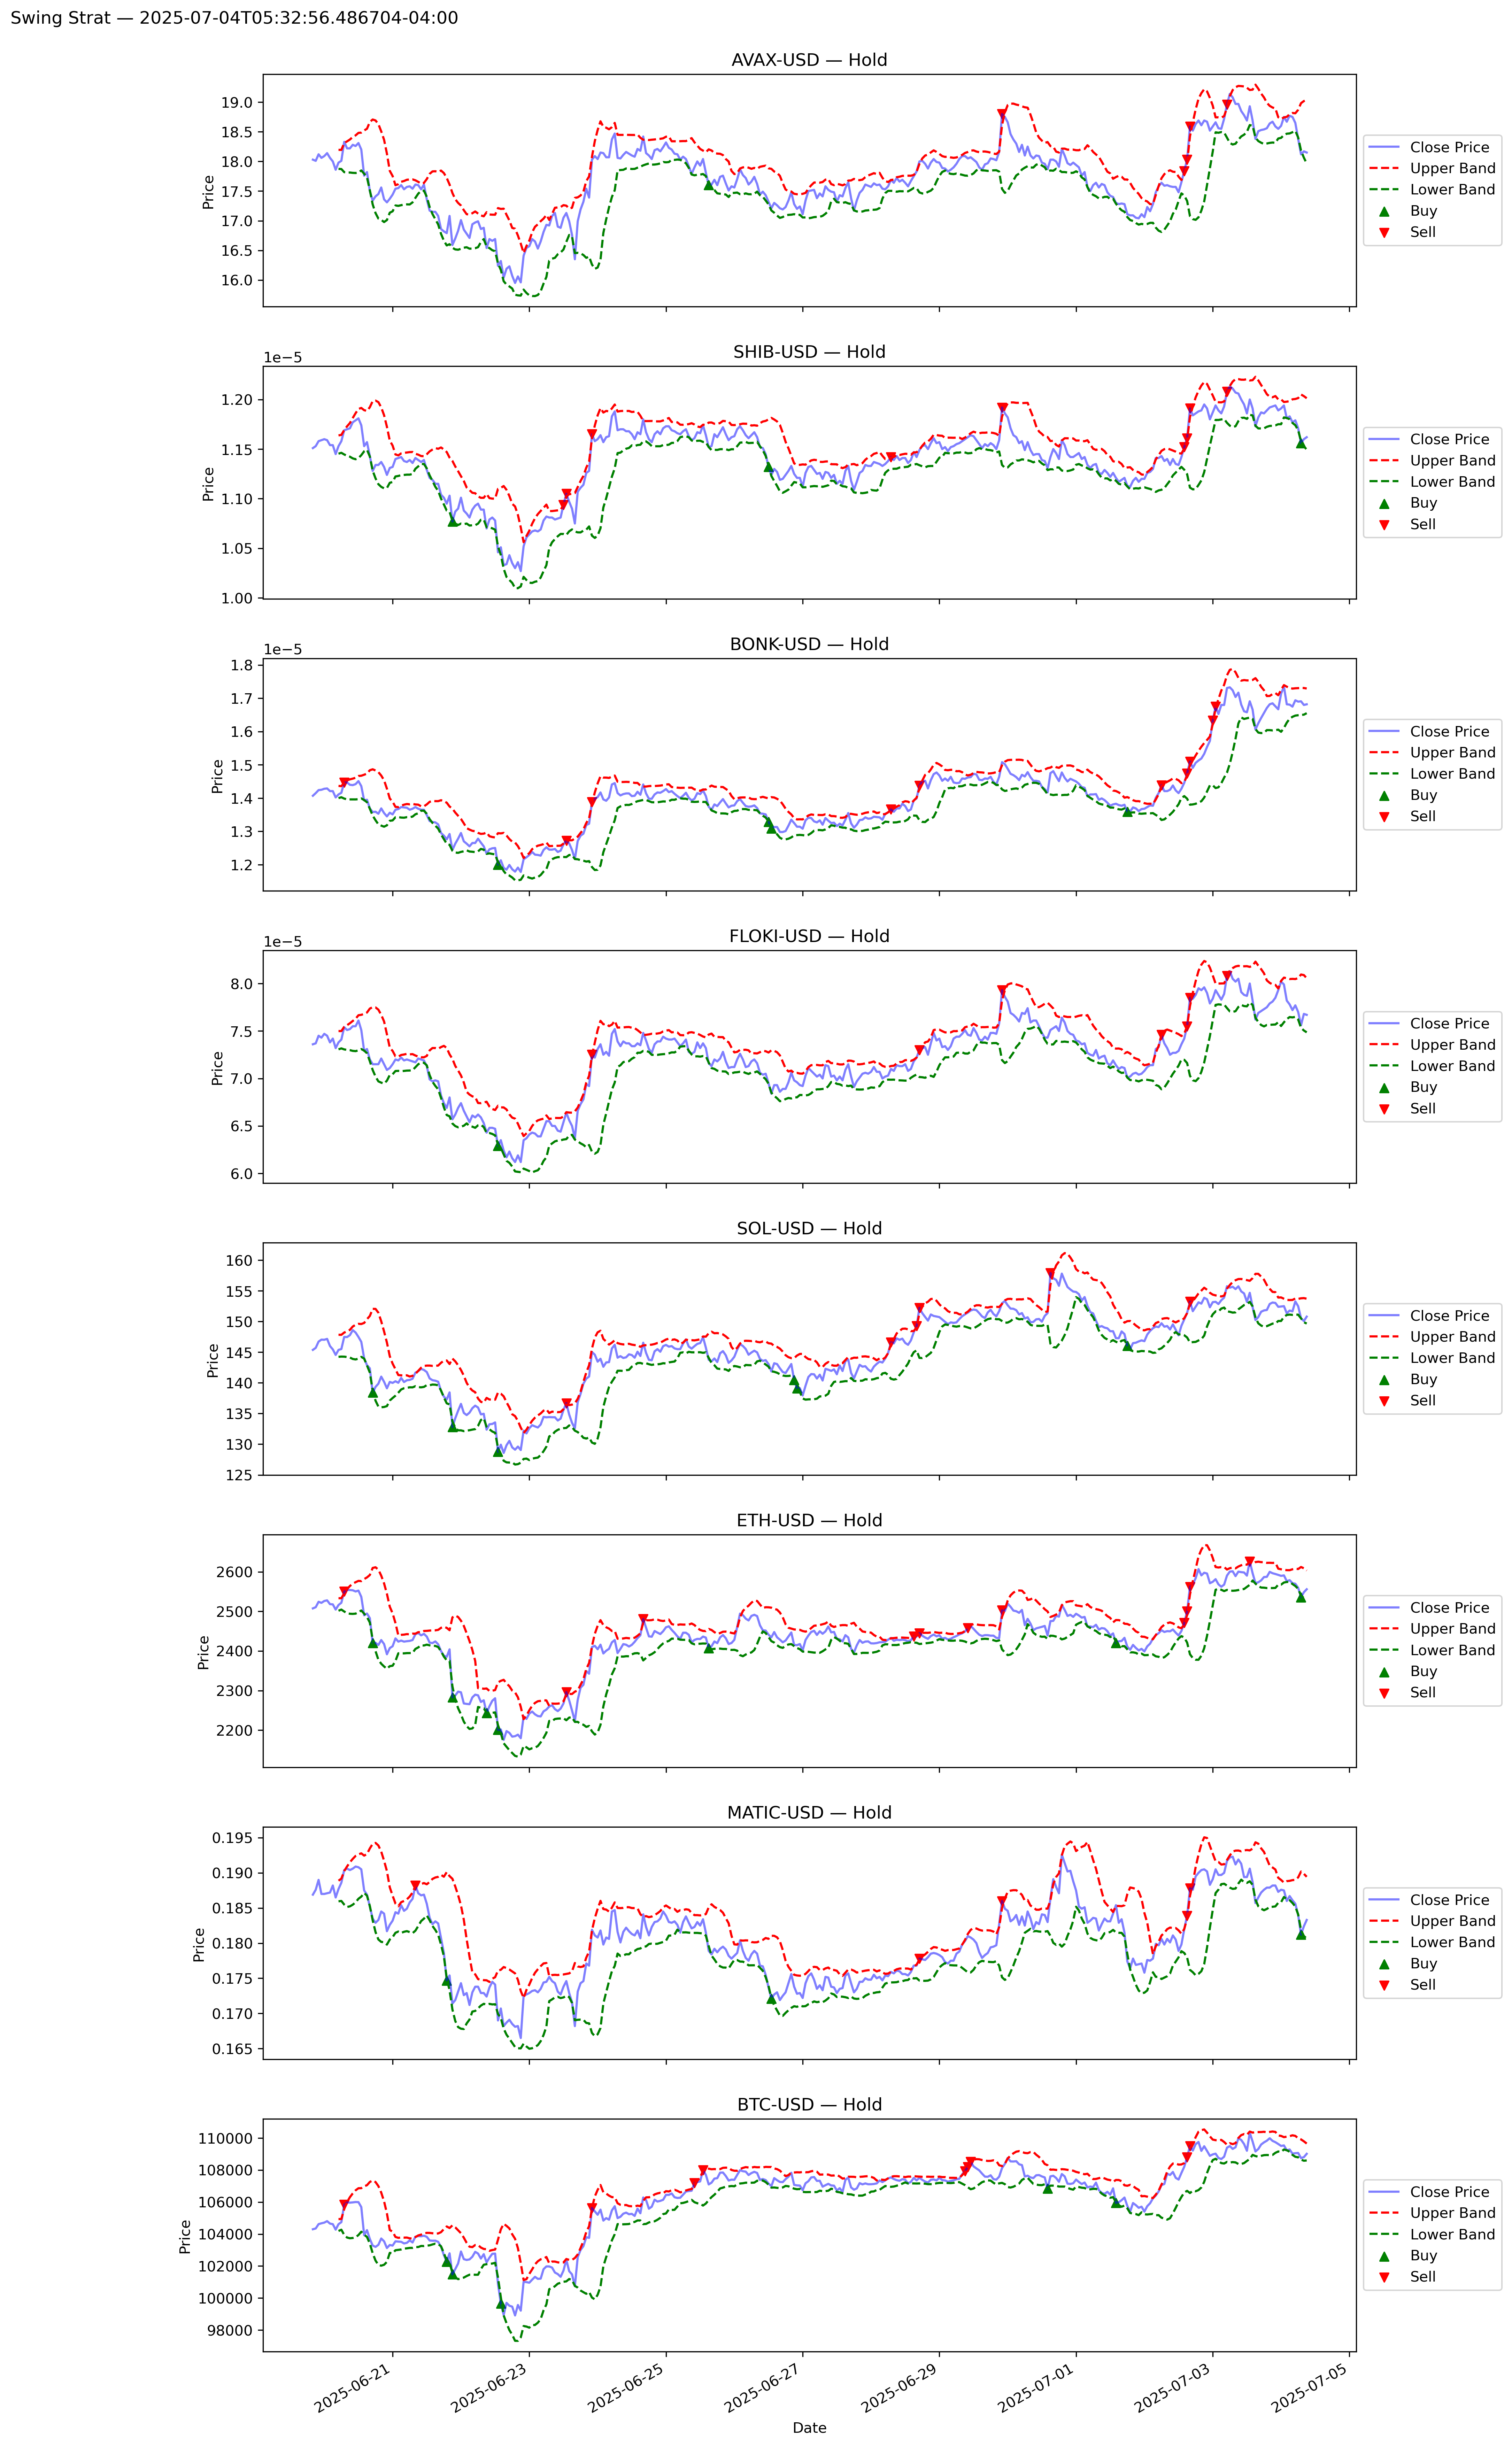 Swing Strat — 2025-07-04T05:32:56.486704-04:00
AVAX-USD — Hold
19.0
18.5
18.0
17.5
17.0
16.5
16.0
Price
Close Price
Upper Band
Lower Band
Buy
Sell
SHIB-USD — Hold
1e−5
1.20
1.15
1.10
1.05
1.00
Price
Close Price
Upper Band
Lower Band
Buy
Sell
BONK-USD — Hold
1e−5
1.8
1.7
1.6
1.5
1.4
1.3
1.2
Price
Close Price
Upper Band
Lower Band
Buy
Sell
FLOKI-USD — Hold
1e−5
8.0
7.5
7.0
6.5
6.0
Price
Close Price
Upper Band
Lower Band
Buy
Sell
SOL-USD — Hold
160
155
150
145
140
135
130
125
Price
Close Price
Upper Band
Lower Band
Buy
Sell
ETH-USD — Hold
2600
2500
2400
2300
2200
Price
Close Price
Upper Band
Lower Band
Buy
Sell
MATIC-USD — Hold
0.195
0.190
0.185
0.180
0.175
0.170
0.165
Price
Close Price
Upper Band
Lower Band
Buy
Sell
BTC-USD — Hold
110000
108000
106000
104000
102000
100000
98000
Price
Close Price
Upper Band
Lower Band
Buy
Sell
2025-06-21
2025-06-23
2025-06-25
2025-06-27
2025-06-29
2025-07-01
2025-07-03
2025-07-05
Date